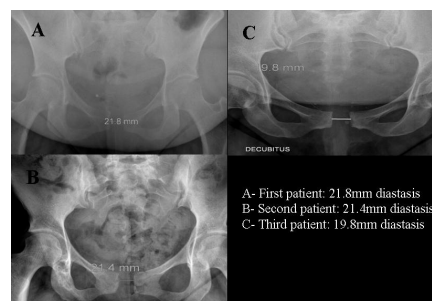 A
21.8 mm
B
21.4 mm
C
9.8 mm
DECUBITUS
A- First patient: 21.8mm diastasis
B- Second patient: 21.4mm diastasis
C- Third patient: 19.8mm diastasis